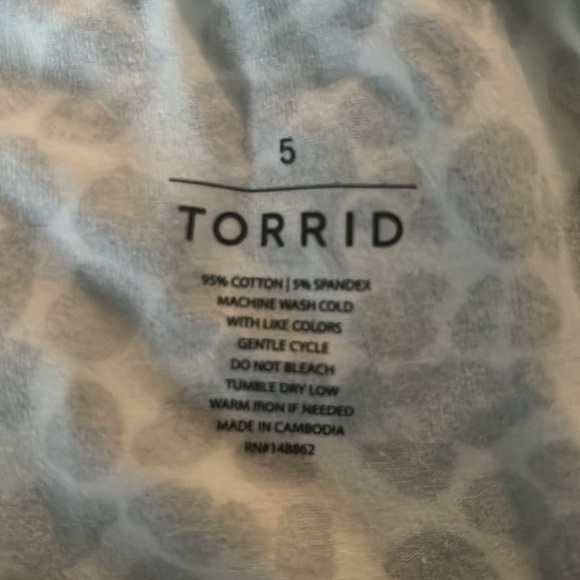 5
TORRID
95% COTTON | 5% SPANDEX
MACHINE WASH COLD
WITH LIKE COLORS
GENTLE CYCLE
DO NOT BLEACH
TUMBLE DRY LOW
WARM IRON IF NEEDED
MADE IN CAMBODIA
RN#148862